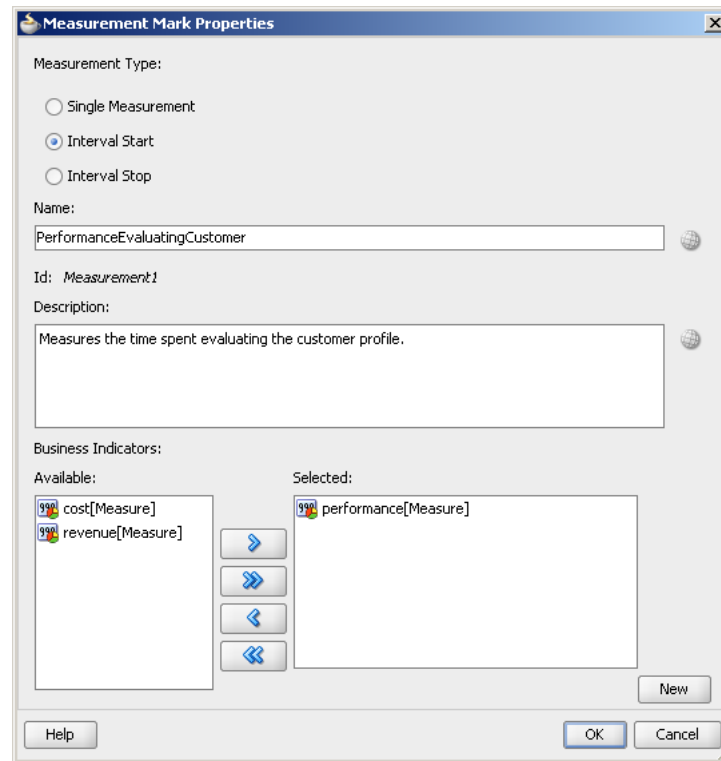 Measurement Mark Properties
Measurement Type:
Single Measurement
Interval Start
Interval Stop
Name:
PerformanceEvaluatingCustomer
Id: Measurement1
Description:
Measures the time spent evaluating the customer profile.
Business Indicators:
Available:
Selected:
cost[Measure]
revenue[Measure]
performance[Measure]
New
Help
OK
Cancel